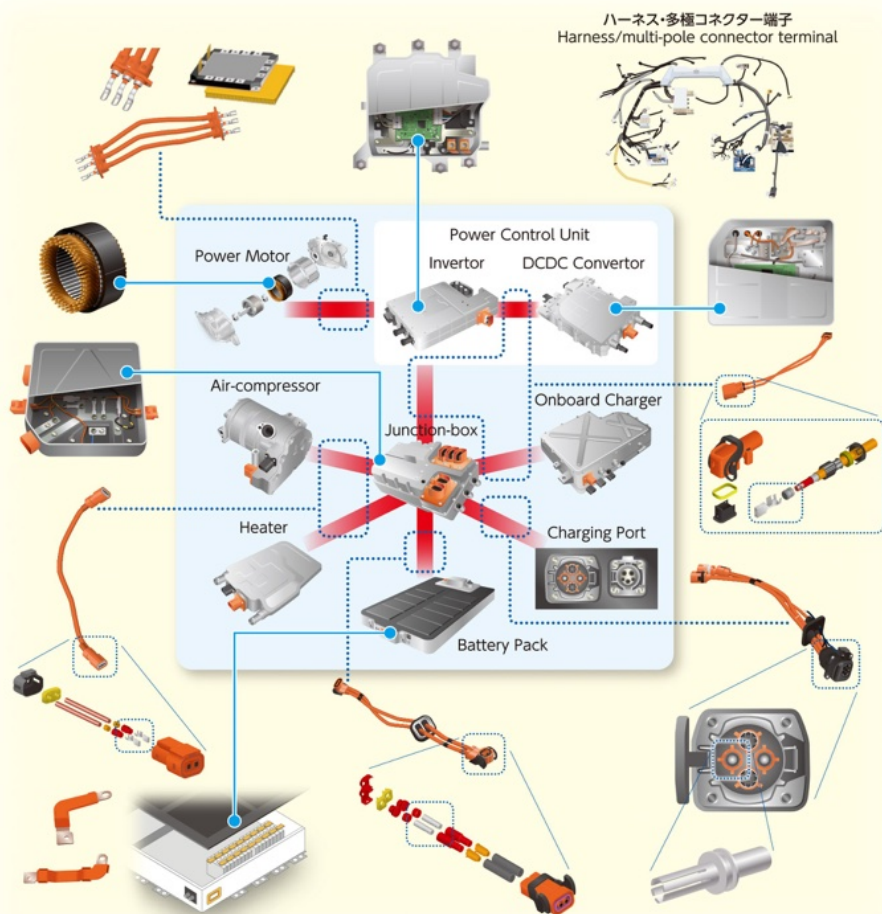 ハーネス・多極コネクター端子
Harness/multi-pole connector terminal
Power Control Unit
Power Motor
Invertor
DCDC Convertor
Air-compressor
Junction-box
Onboard Charger
Heater
Charging Port
Battery Pack